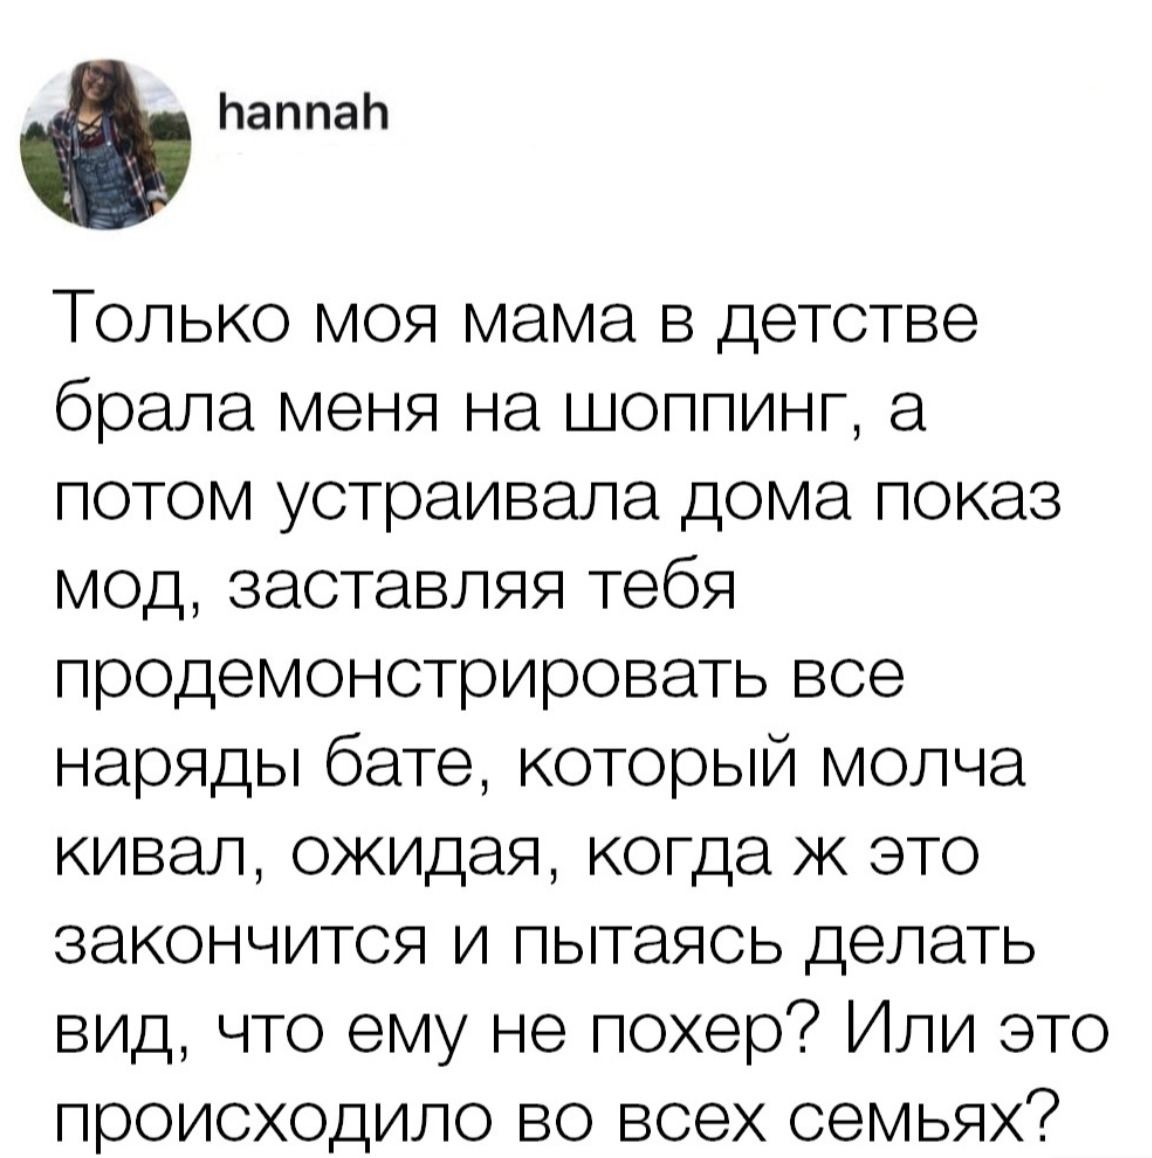 hannah
Только моя мама в детстве
брала меня на шоппинг, а
потом устраивала дома показ
мод, заставляя тебя
продемонстрировать все
наряды бате, который молча
кивал, ожидая, когда ж это
закончится и пытаясь делать
вид, что ему не похер? Или это
происходило во всех семьях?